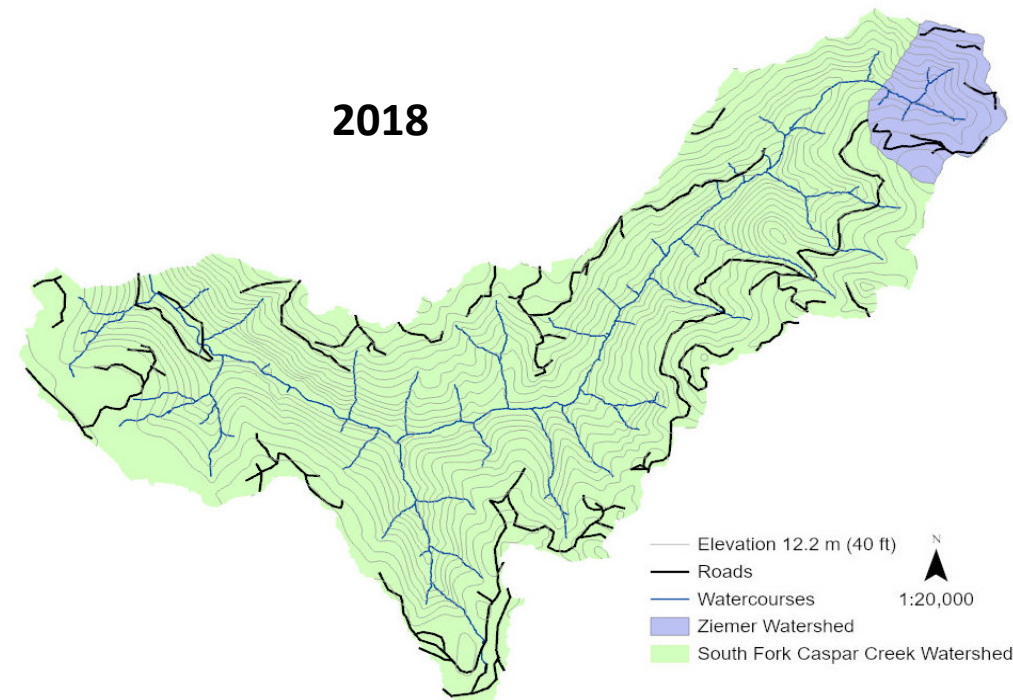 2018
Elevation 12.2 m (40 ft)
N
Roads
Watercourses
1:20,000
Ziemer Watershed
South Fork Caspar Creek Watershed